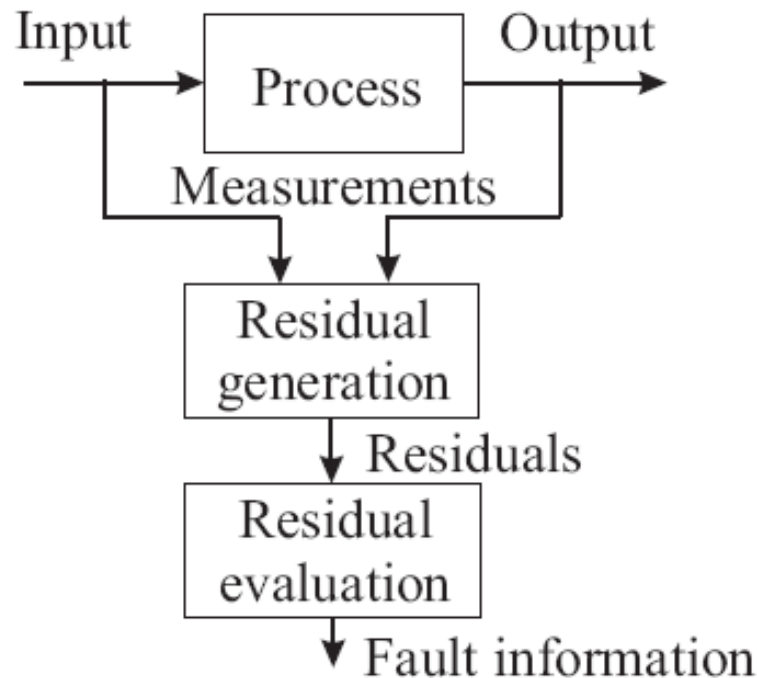 Input
Output
Process
Measurements
Residual
generation
Residuals
Residual
evaluation
Fault information